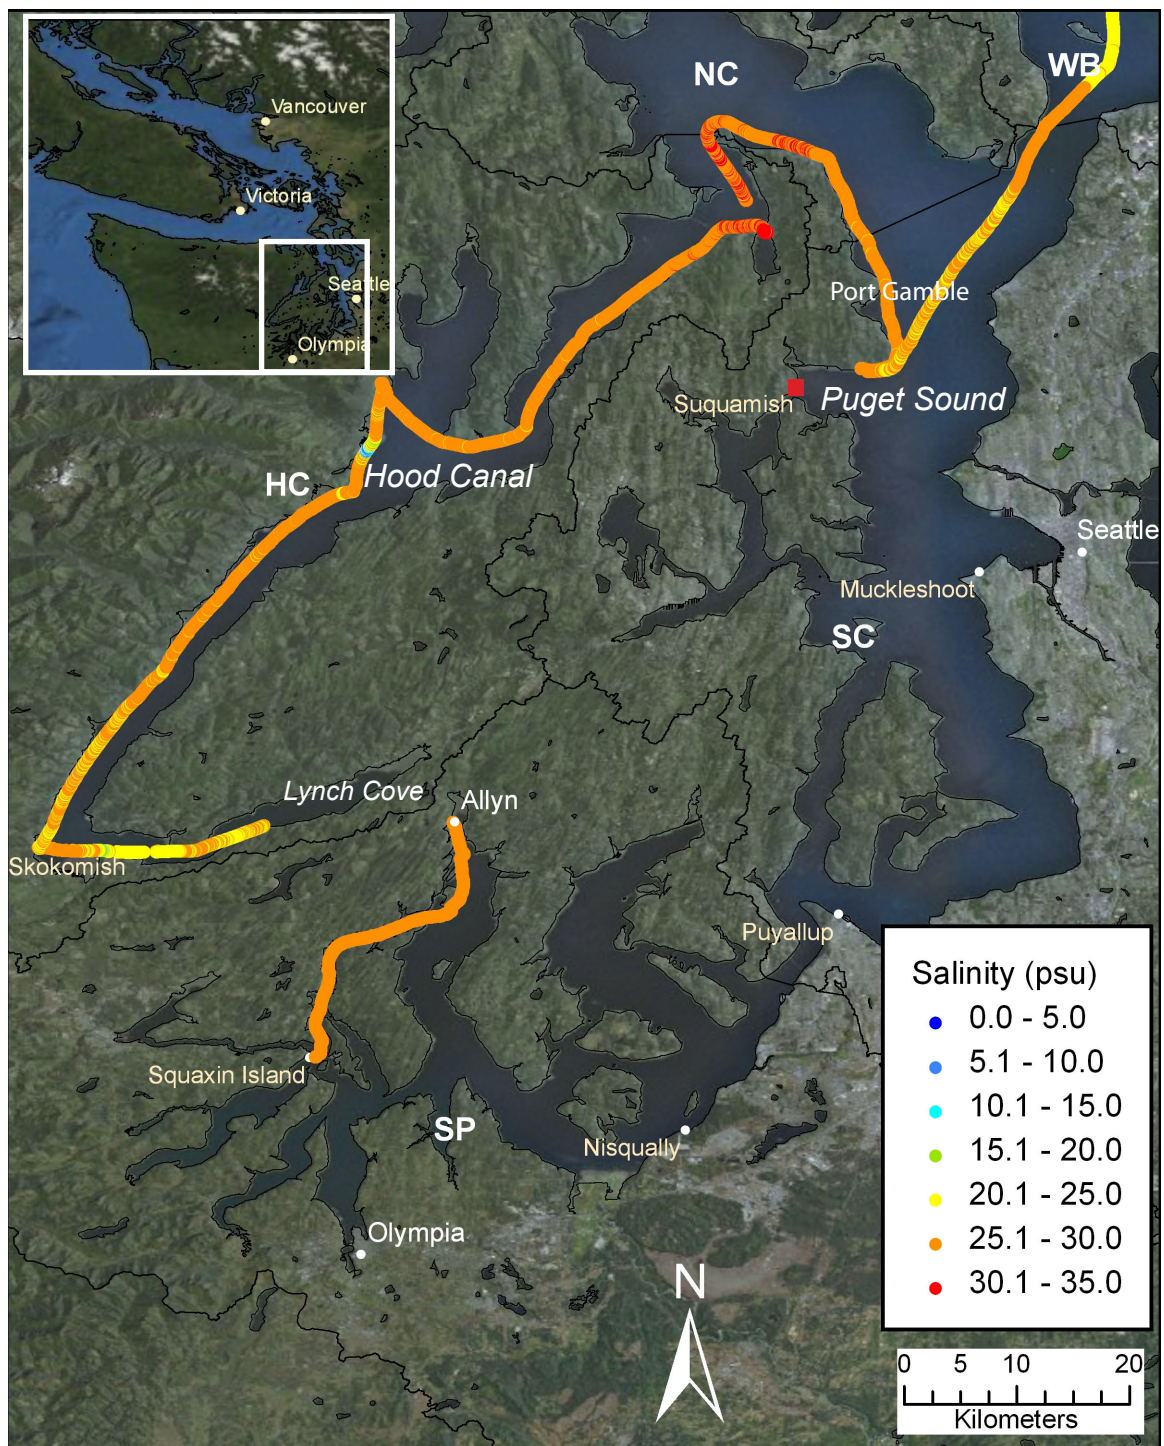 Vancouver
Victoria
Seattle
Olympia
NC
WB
Port Gamble
Suquamish
Puget Sound
HC
Hood Canal
Seattle
Muckleshoot
SC
Lynch Cove
Allyn
Skokomish
Puyallup
Squaxin Island
SP
Nisqually
Olympia
N
Salinity (psu)
0.0 - 5.0
5.1 - 10.0
10.1 - 15.0
15.1 - 20.0
20.1 - 25.0
25.1 - 30.0
30.1 - 35.0
0 5 10 20
Kilometers